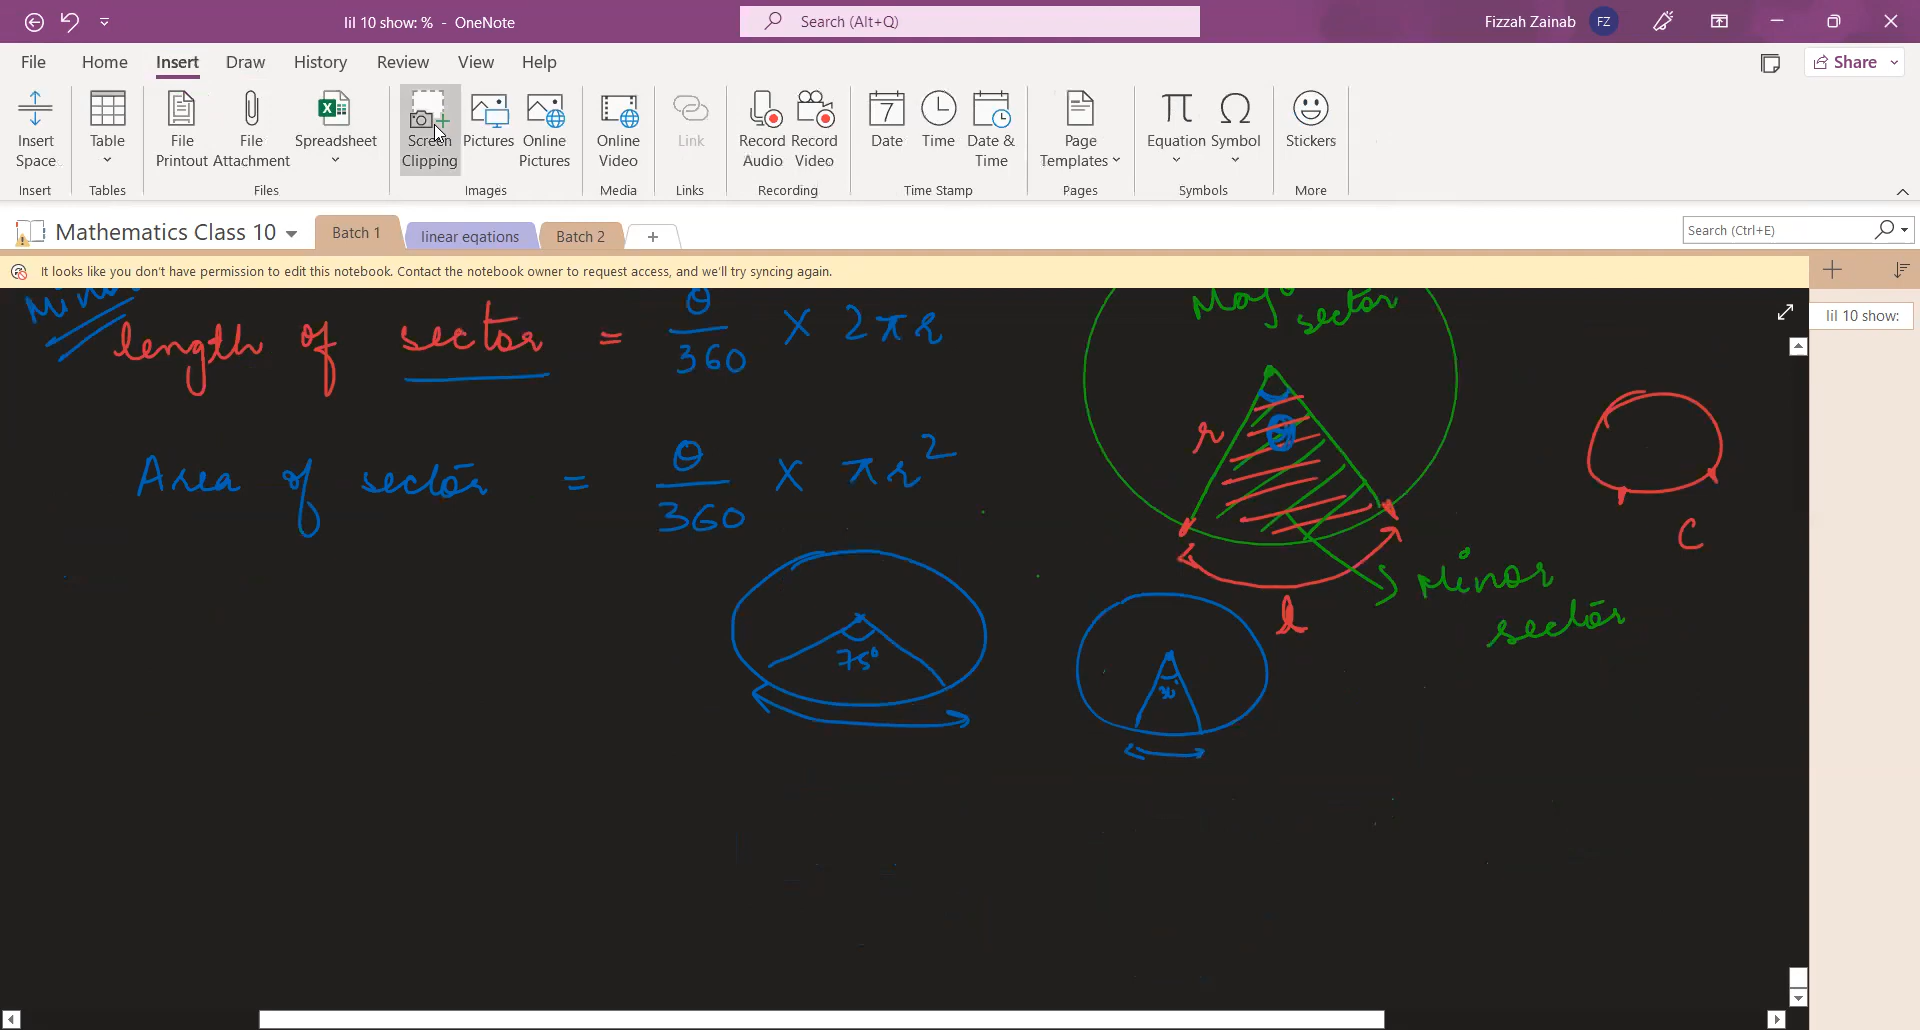 lil 10 show: % - OneNote
Search (Alt+Q)
Fizzah Zainab FZ
File Home Insert Draw History Review View Help
Share
Insert Space
Table
File Printout
File Attachment
Spreadsheet
Screen Clipping
Pictures
Online Pictures
Online Video
Link
Record Audio
Record Video
7
Date
Time
Date & Time
Page Templates
Equation
Symbol
Stickers
Insert Tables Files Images Media Links Recording Time Stamp Pages Symbols More
Mathematics Class 10
Batch 1
linear eqations
Batch 2
Search (Ctrl+E)
It looks like you don't have permission to edit this notebook. Contact the notebook owner to request access, and we'll try syncing again.
lil 10 show:
length of sector = θ/360 × 2πr
Area of sector = θ/360 × πr²
sector
r
θ
l
Minor
sector
C
75°